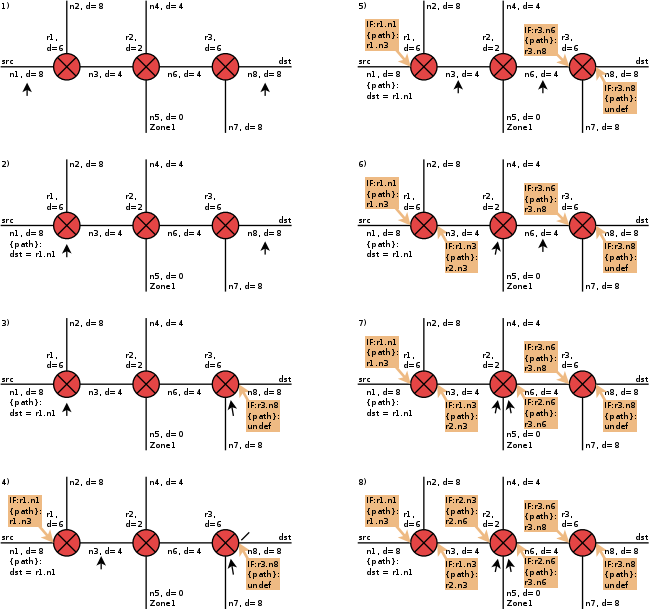 1)
n2, d= 8
n4, d= 4
r1,
d=6
r2,
d=2
r3,
d=6
src
dst
n1, d= 8
n3, d= 4
n6, d= 4
n8, d= 8
n5, d= 0
Zone1
n7, d= 8
2)
n2, d= 8
n4, d= 4
r1,
d=6
r2,
d=2
r3,
d=6
src
dst
n1, d= 8
{path}:
dst = r1.n1
n3, d= 4
n6, d= 4
n8, d= 8
n5, d= 0
Zone1
n7, d= 8
3)
n2, d= 8
n4, d= 4
r1,
d=6
r2,
d=2
r3,
d=6
src
dst
n1, d= 8
{path}:
dst = r1.n1
n3, d= 4
n6, d= 4
n8, d= 8
IF:r3.n8
{path}:
undef
n5, d= 0
Zone1
n7, d= 8
4)
n2, d= 8
n4, d= 4
IF:r1.n1
{path}:
r1.n3
r1,
d=6
r2,
d=2
r3,
d=6
src
dst
n1, d= 8
{path}:
dst = r1.n1
n3, d= 4
n6, d= 4
n8, d= 8
IF:r3.n8
{path}:
undef
n5, d= 0
Zone1
n7, d= 8
5)
n2, d= 8
n4, d= 4
IF:r1.n1
{path}:
r1.n3
r1,
d=6
r2,
d=2
IF:r3.n6
{path}:
r3.n8
r3,
d=6
src
dst
n1, d= 8
{path}:
dst = r1.n1
n3, d= 4
n6, d= 4
n8, d= 8
IF:r3.n8
{path}:
undef
n5, d= 0
Zone1
n7, d= 8
6)
n2, d= 8
n4, d= 4
IF:r1.n1
{path}:
r1.n3
r1,
d=6
r2,
d=2
IF:r3.n6
{path}:
r3.n8
r3,
d=6
src
dst
n1, d= 8
{path}:
dst = r1.n1
n3, d= 4
IF:r1.n3
{path}:
r2.n3
n6, d= 4
n8, d= 8
IF:r3.n8
{path}:
undef
n5, d= 0
Zone1
n7, d= 8
7)
n2, d= 8
n4, d= 4
IF:r1.n1
{path}:
r1.n3
r1,
d=6
r2,
d=2
IF:r3.n6
{path}:
r3.n8
r3,
d=6
src
dst
n1, d= 8
{path}:
dst = r1.n1
n3, d= 4
IF:r1.n3
{path}:
r2.n3
n6, d= 4
IF:r2.n6
{path}:
r3.n6
n8, d= 8
IF:r3.n8
{path}:
undef
n5, d= 0
Zone1
n7, d= 8
8)
n2, d= 8
n4, d= 4
IF:r1.n1
{path}:
r1.n3
r1,
d=6
IF:r2.n3
{path}:
r2.n6
r2,
d=2
IF:r3.n6
{path}:
r3.n8
r3,
d=6
src
dst
n1, d= 8
{path}:
dst = r1.n1
n3, d= 4
IF:r1.n3
{path}:
r2.n3
n6, d= 4
IF:r2.n6
{path}:
r3.n6
n8, d= 8
IF:r3.n8
{path}:
undef
n5, d= 0
Zone1
n7, d= 8